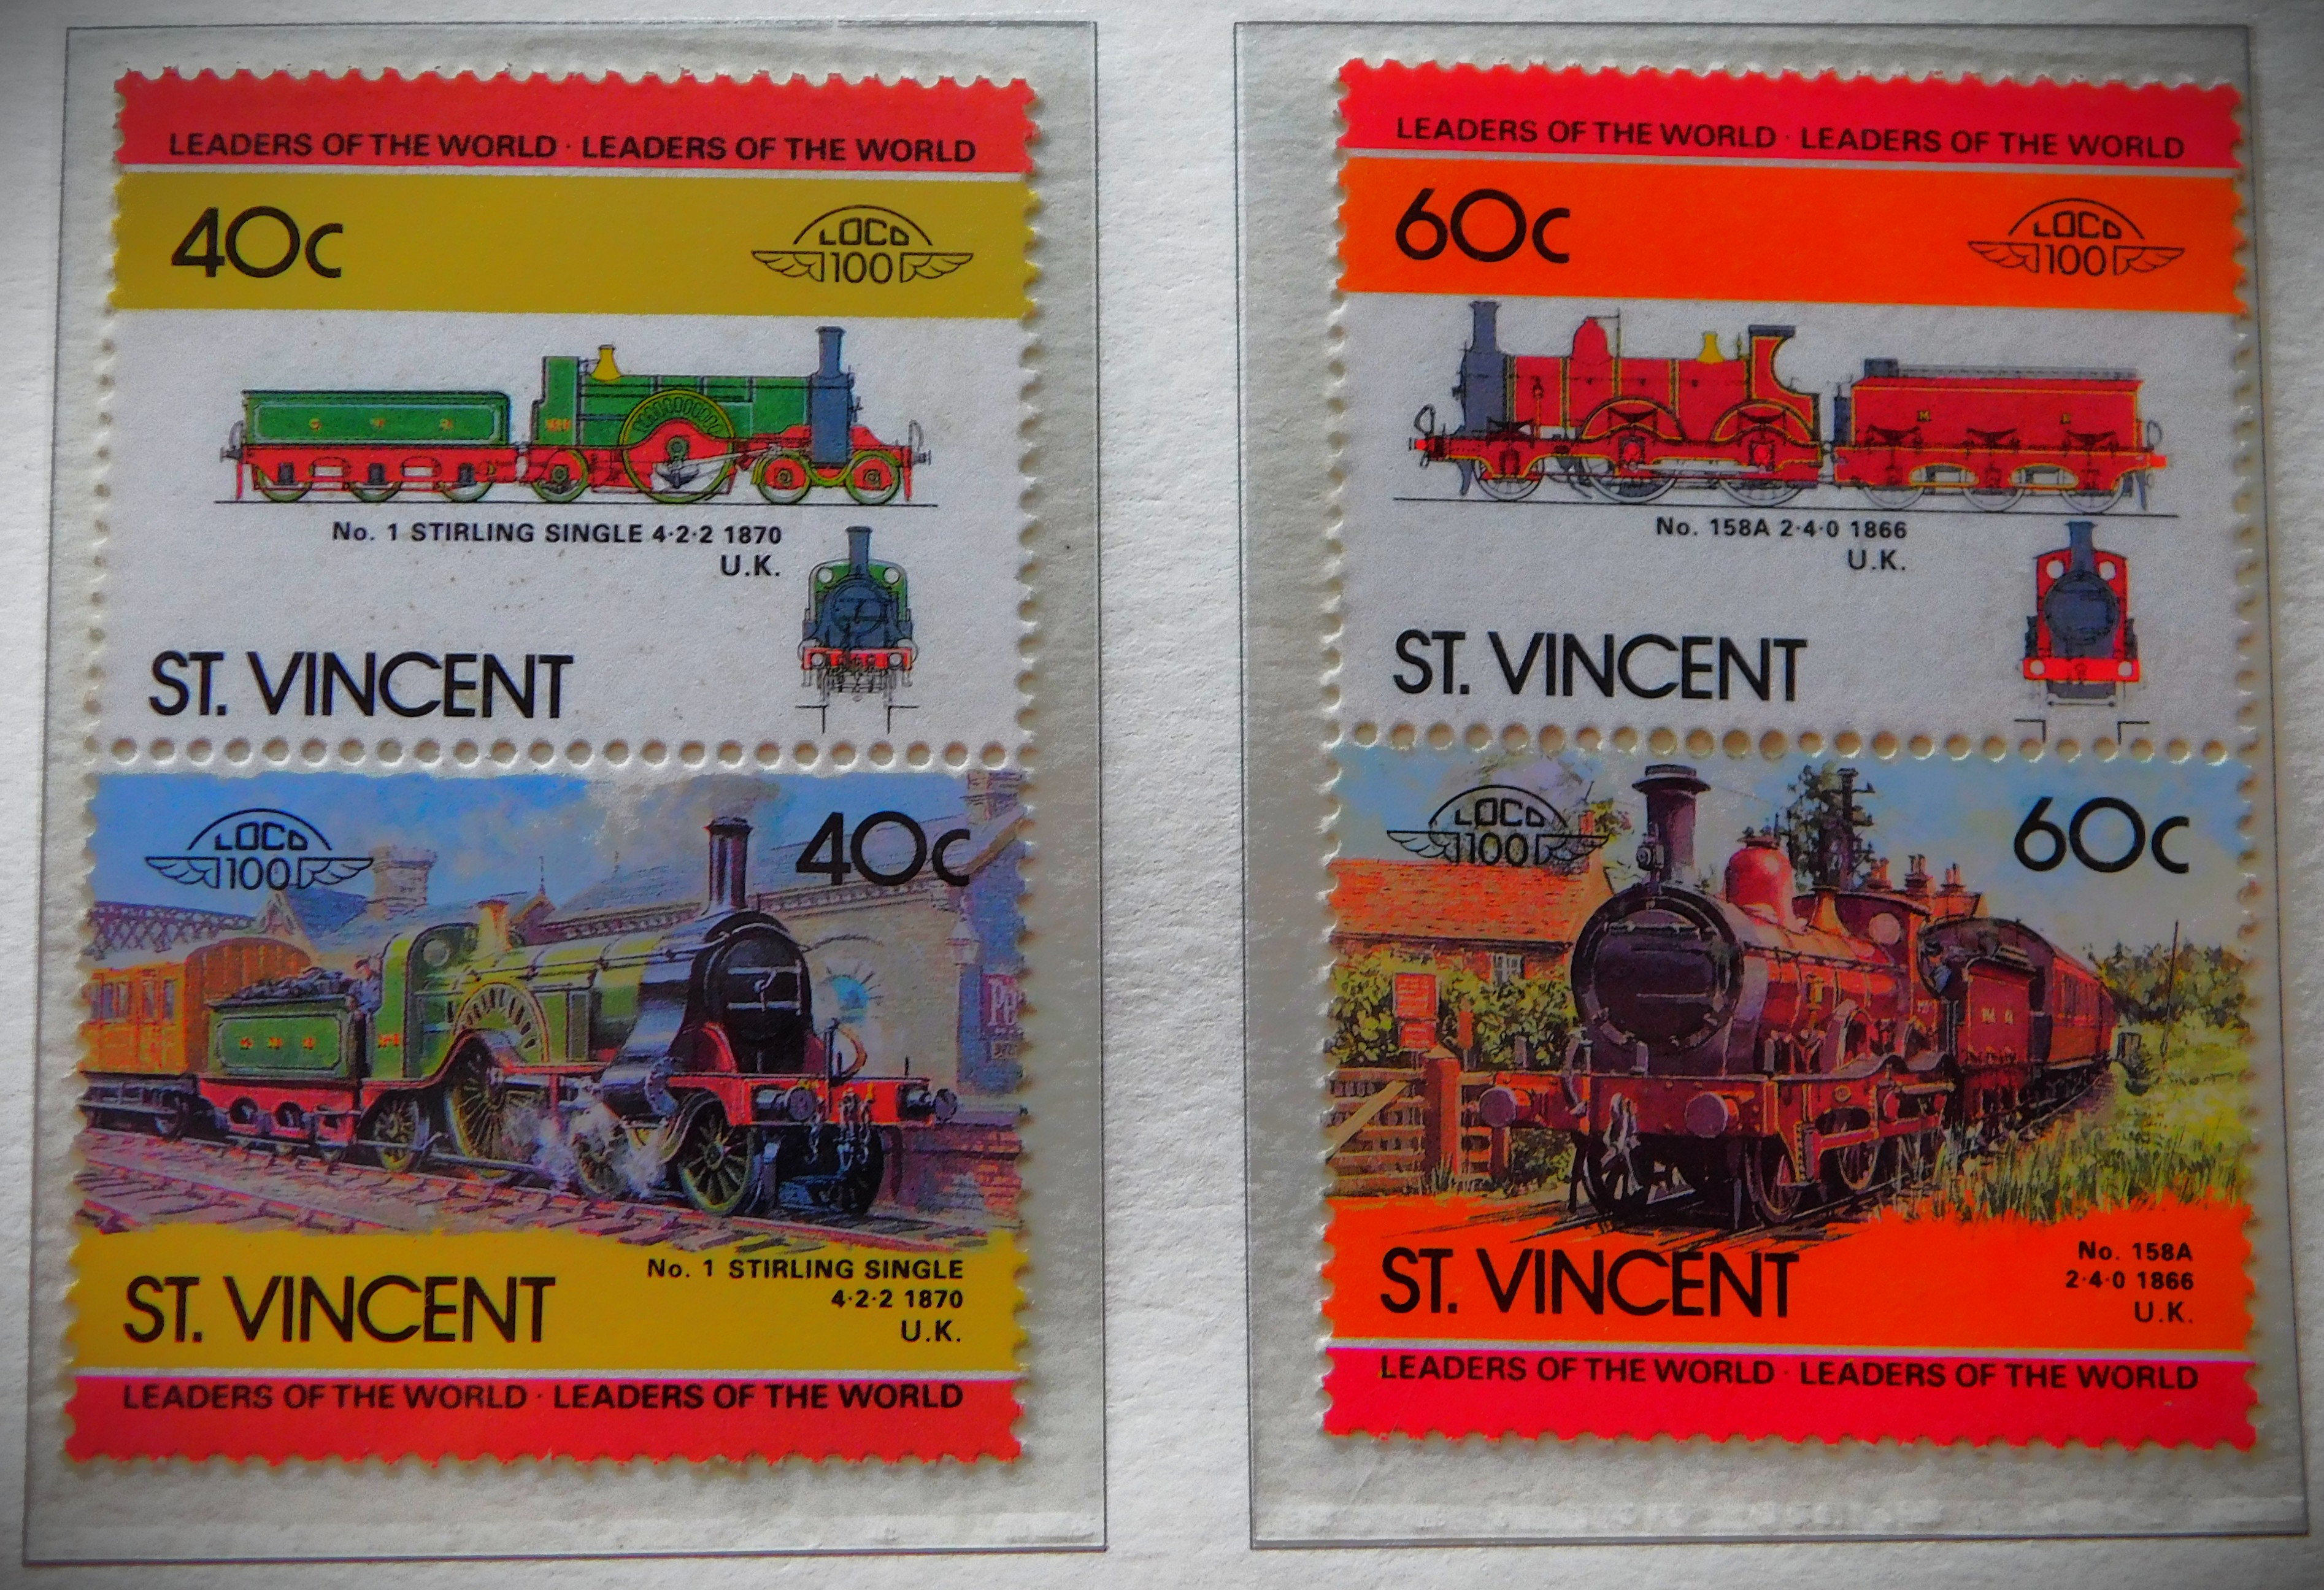 LEADERS OF THE WORLD · LEADERS OF THE WORLD
40c
LOCO
100
No. 1 STIRLING SINGLE 4·2·2 1870
U.K.
ST. VINCENT
LOCO
100
40c
ST. VINCENT
No. 1 STIRLING SINGLE
4·2·2 1870
U.K.
LEADERS OF THE WORLD · LEADERS OF THE WORLD
LEADERS OF THE WORLD · LEADERS OF THE WORLD
60c
LOCO
100
No. 158A 2·4·0 1866
U.K.
ST. VINCENT
LOCO
100
60c
ST. VINCENT
No. 158A
2·4·0 1866
U.K.
LEADERS OF THE WORLD · LEADERS OF THE WORLD